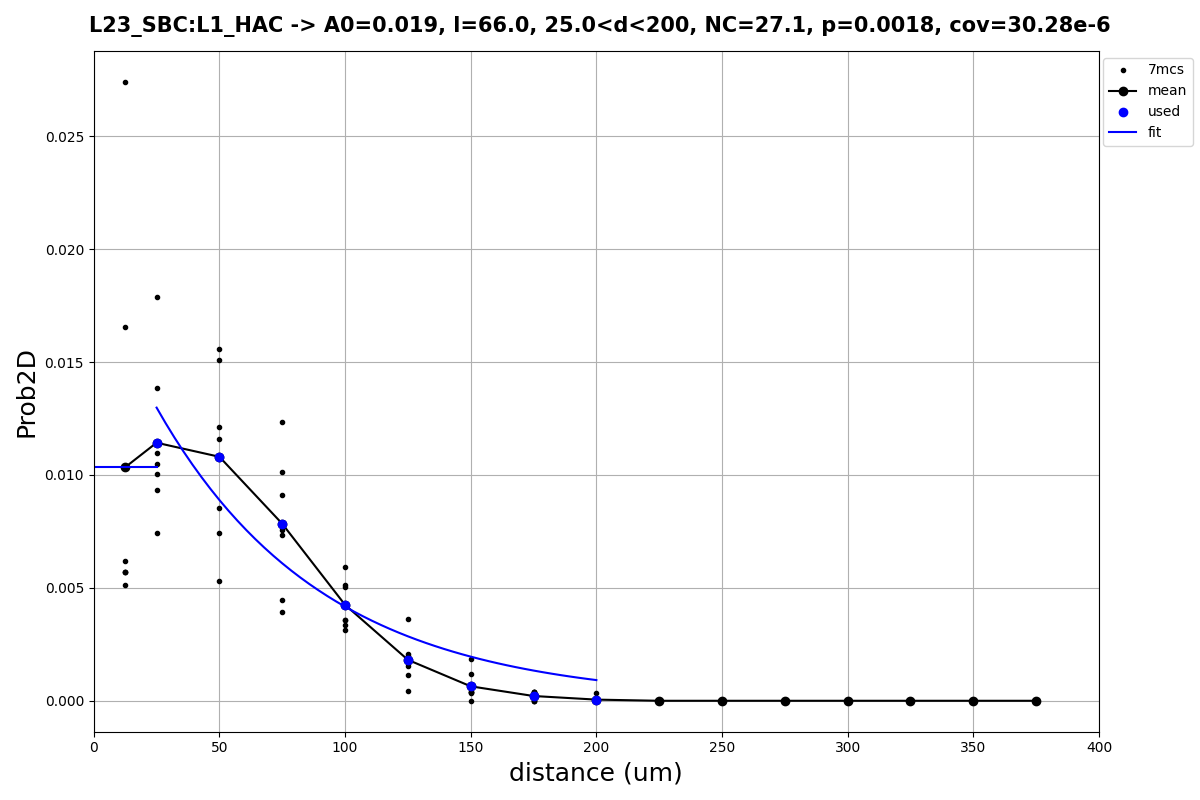 L23_SBC:L1_HAC -> A0=0.019, l=66.0, 25.0<d<200, NC=27.1, p=0.0018, cov=30.28e-6
7mcs
mean
used
fit
Prob2D
0.025
0.020
0.015
0.010
0.005
0.000
0 50 100 150 200 250 300 350 400
distance (um)